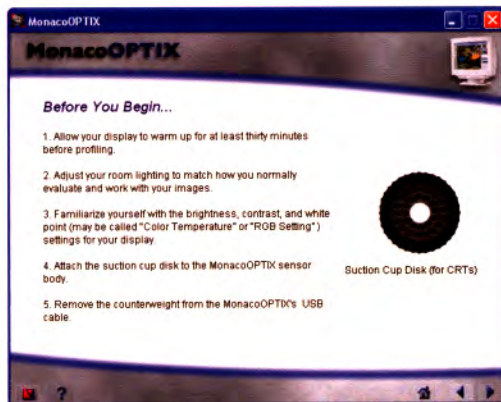 MonacoOPTIX
MonacoOPTIX
Before You Begin...
1. Allow your display to warm up for at least thirty minutes
before profiling.
2. Adjust your room lighting to match how you normally
evaluate and work with your images.
3. Familiarize yourself with the brightness, contrast, and white
point (may be called "Color Temperature" or "RGB Setting")
settings for your display.
4. Attach the suction cup disk to the MonacoOPTIX sensor
body.
5. Remove the counterweight from the MonacoOPTIX's USB
cable.
Suction Cup Disk (for CRTs)
?